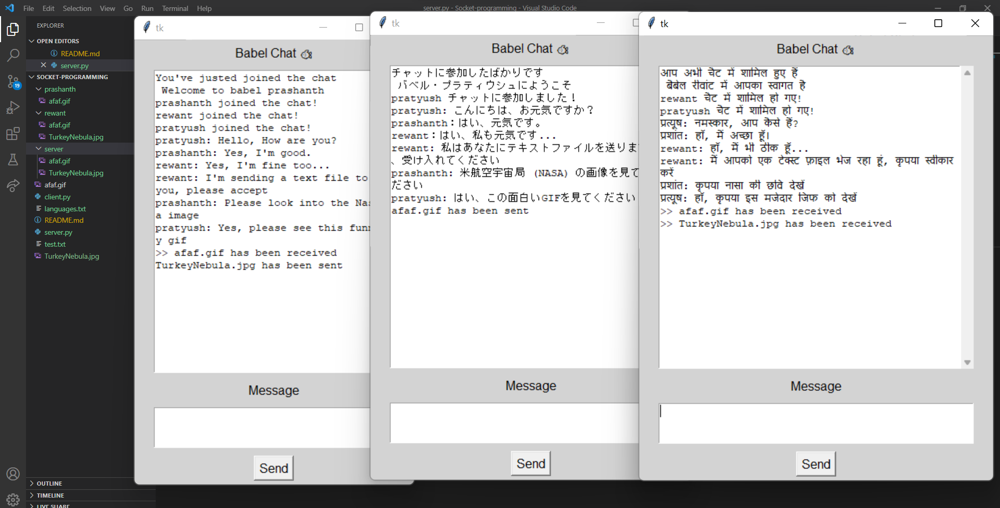 File Edit Selection View Go Run Terminal Help
server.py - Socket-programming - Visual Studio Code
EXPLORER
OPEN EDITORS
README.md
server.py
SOCKET-PROGRAMMING
prashanth
afaf.gif
rewant
afaf.gif
TurkeyNebula.jpg
server
afaf.gif
TurkeyNebula.jpg
afaf.gif
client.py
languages.txt
README.md
server.py
test.txt
TurkeyNebula.jpg
OUTLINE
TIMELINE
LIVE SHARE
19
tk
Babel Chat
You've justed joined the chat
Welcome to babel prashanth
prashanth joined the chat!
rewant joined the chat!
pratyush joined the chat!
pratyush: Hello, How are you?
prashanth: Yes, I'm good.
rewant: Yes, I'm fine too...
rewant: I'm sending a text file to
you, please accept
prashanth: Please look into the Nas
a image
pratyush: Yes, please see this funn
y gif
>> afaf.gif has been received
TurkeyNebula.jpg has been sent
Message
Send
tk
Babel Chat
チャットに参加したばかりです
バベル・プラティウシュにようこそ
pratyush チャットに参加しました！
pratyush: こんにちは、お元気ですか？
prashanth：はい、元気です。
rewant：はい、私も元気です...
rewant: 私はあなたにテキストファイルを送りま
、受け入れてください
prashanth: 米航空宇宙局 (NASA) の画像を見て
ださい
pratyush: はい、この面白いGIFを見てください
afaf.gif has been sent
Message
Send
tk
Babel Chat
आप अभी चैट में शामिल हुए हैं
बेबेल रीवांट में आपका स्वागत है
rewant चैट में शामिल हो गए!
pratyush चैट में शामिल हो गए!
प्रत्यूष: नमस्कार, आप कैसे हैं?
प्रशांत: हाँ, मैं अच्छा हूँ।
rewant: हाँ, मैं भी ठीक हूँ...
rewant: मैं आपको एक टेक्स्ट फ़ाइल भेज रहा हूं, कृपया स्वीकार
करें
प्रशांत: कृपया नासा की छवि देखें
प्रत्यूष: हाँ, कृपया इस मजेदार जिफ को देखें
>> afaf.gif has been received
>> TurkeyNebula.jpg has been received
Message
Send